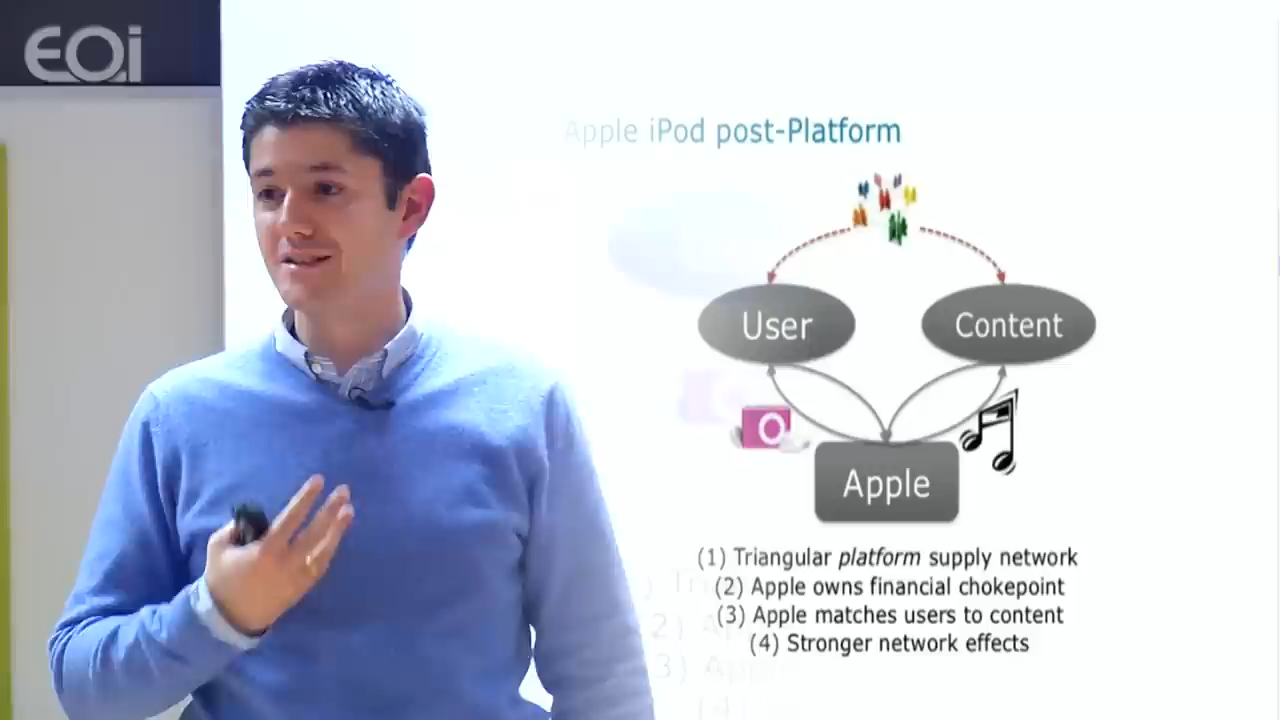 EOi
Apple iPod post-Platform
User
Content
Apple
(1) Triangular platform supply network
(2) Apple owns financial chokepoint
(3) Apple matches users to content
(4) Stronger network effects